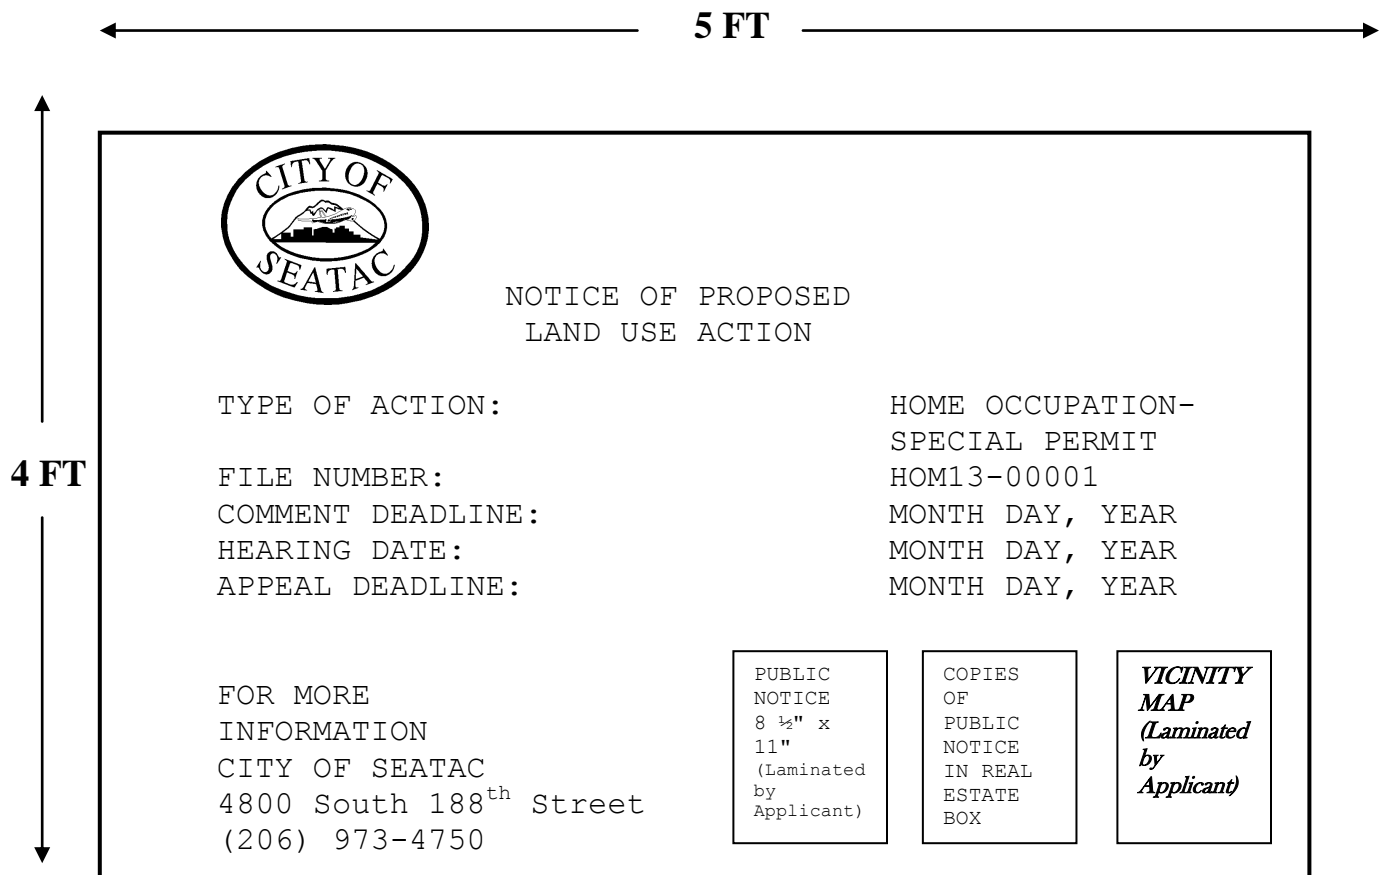 5 FT
CITY OF
SEATAC
NOTICE OF PROPOSED
LAND USE ACTION
TYPE OF ACTION: HOME OCCUPATION-
SPECIAL PERMIT
4 FT
FILE NUMBER: HOM13-00001
COMMENT DEADLINE: MONTH DAY, YEAR
HEARING DATE: MONTH DAY, YEAR
APPEAL DEADLINE: MONTH DAY, YEAR
FOR MORE
INFORMATION
CITY OF SEATAC
4800 South 188th Street
(206) 973-4750
PUBLIC
NOTICE
8 ½" x
11"
(Laminated
by
Applicant)
COPIES
OF
PUBLIC
NOTICE
IN REAL
ESTATE
BOX
VICINITY
MAP
(Laminated
by
Applicant)